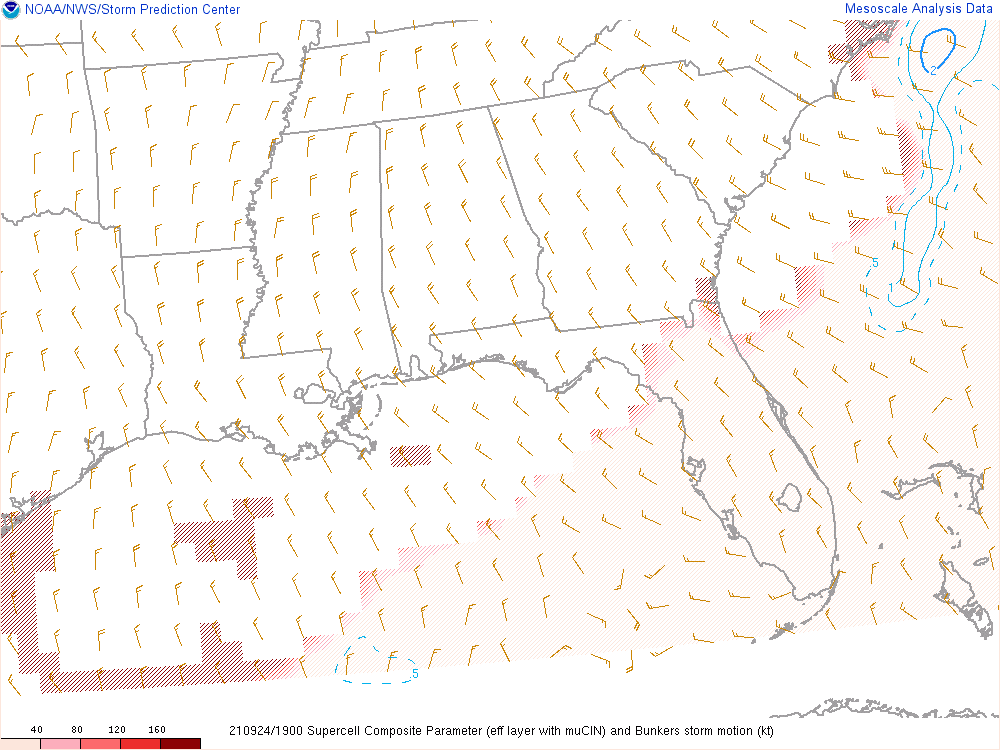 NOAA/NWS/Storm Prediction Center
Mesoscale Analysis Data
2
.5
1
.5
40 80 120 160
210924/1900 Supercell Composite Parameter (eff layer with muCIN) and Bunkers storm motion (kt)